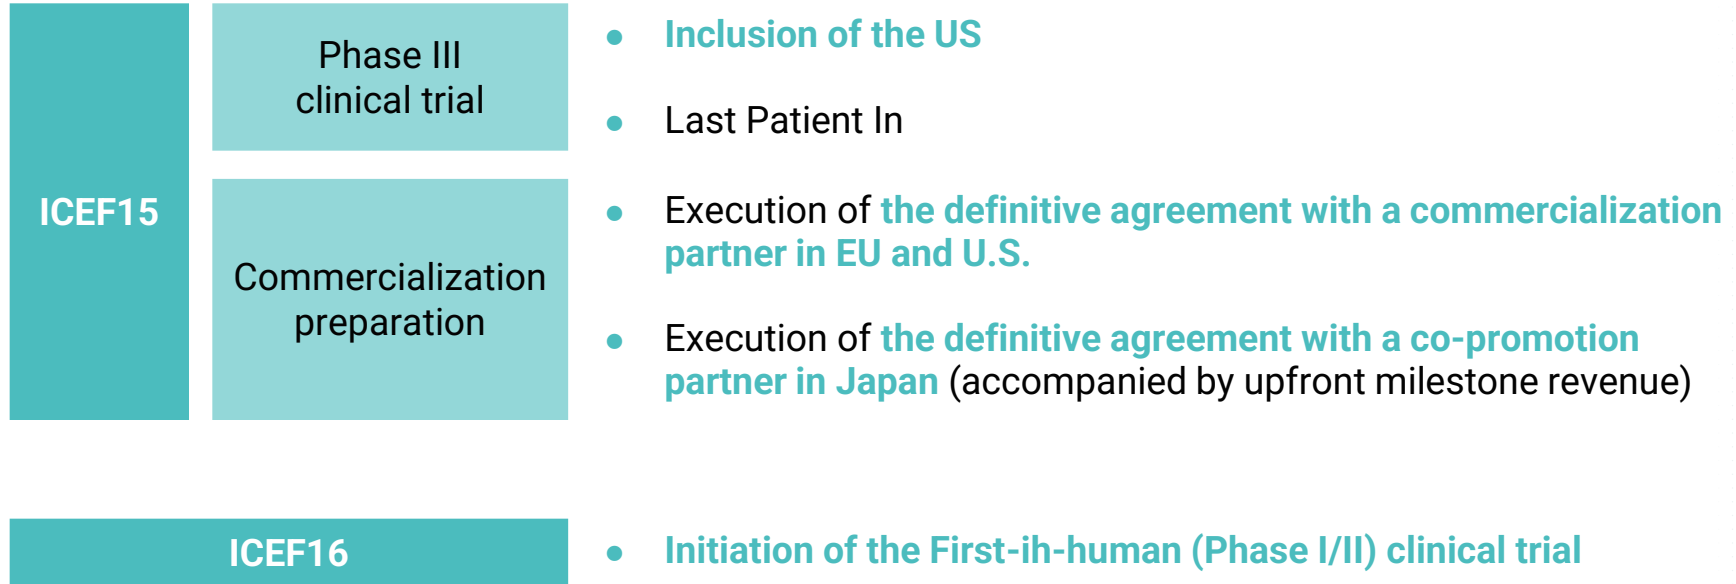 ICEF15
Phase III
clinical trial
● Inclusion of the US
● Last Patient In
Commercialization
preparation
● Execution of the definitive agreement with a commercialization
partner in EU and U.S.
● Execution of the definitive agreement with a co-promotion
partner in Japan (accompanied by upfront milestone revenue)
ICEF16
● Initiation of the First-ih-human (Phase I/II) clinical trial